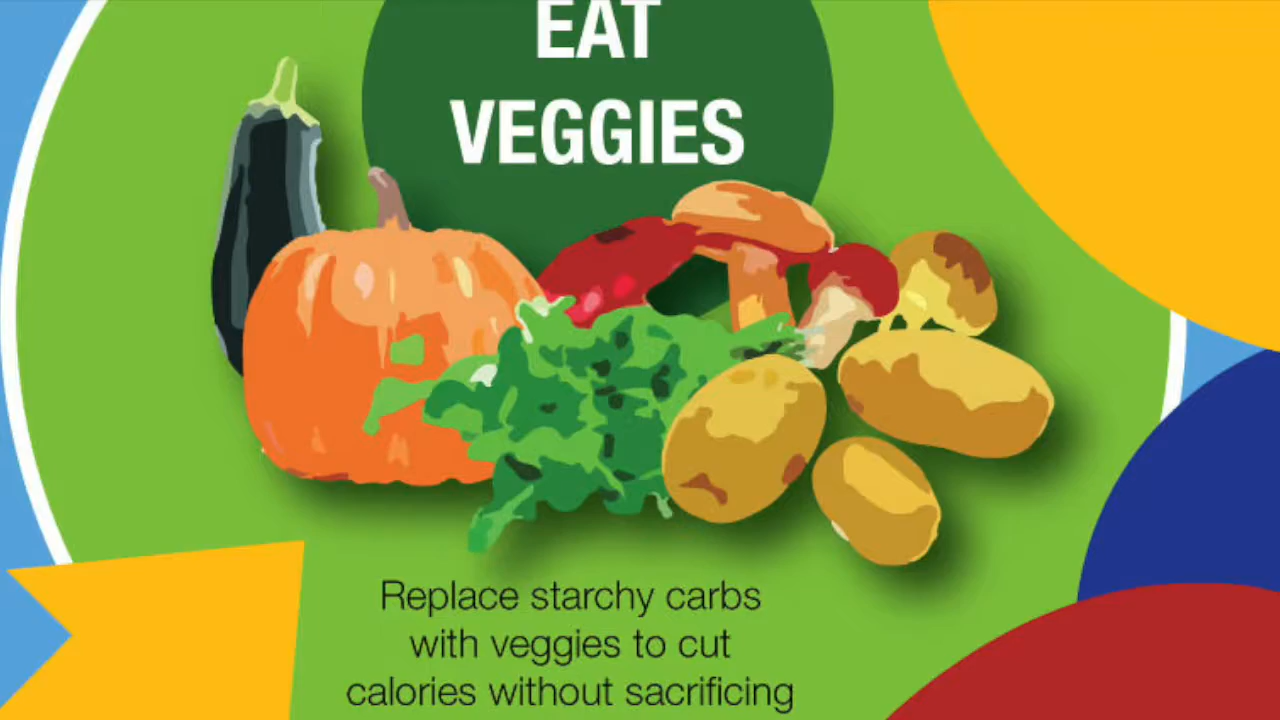 EAT
VEGGIES
Replace starchy carbs
with veggies to cut
calories without sacrificing